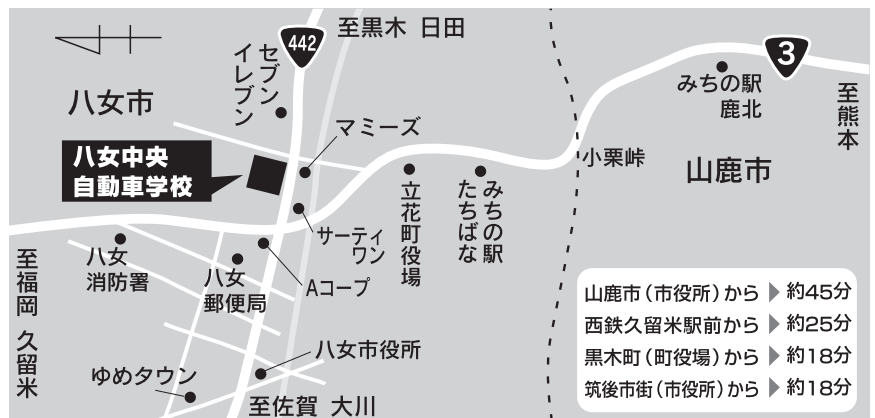 至黒木 日田
442
3
セブン
イレブン
八女市
マミーズ
みちの駅
鹿北
至熊本
八女中央
自動車学校
小栗峠
山鹿市
立花町役場
みちの駅
たちばな
サーティ
ワン
八女
消防署
八女
郵便局
Aコープ
至福岡 久留米
八女市役所
ゆめタウン
至佐賀 大川
山鹿市(市役所)から ▶ 約45分
西鉄久留米駅前から ▶ 約25分
黒木町(町役場)から ▶ 約18分
筑後市街(市役所)から ▶ 約18分